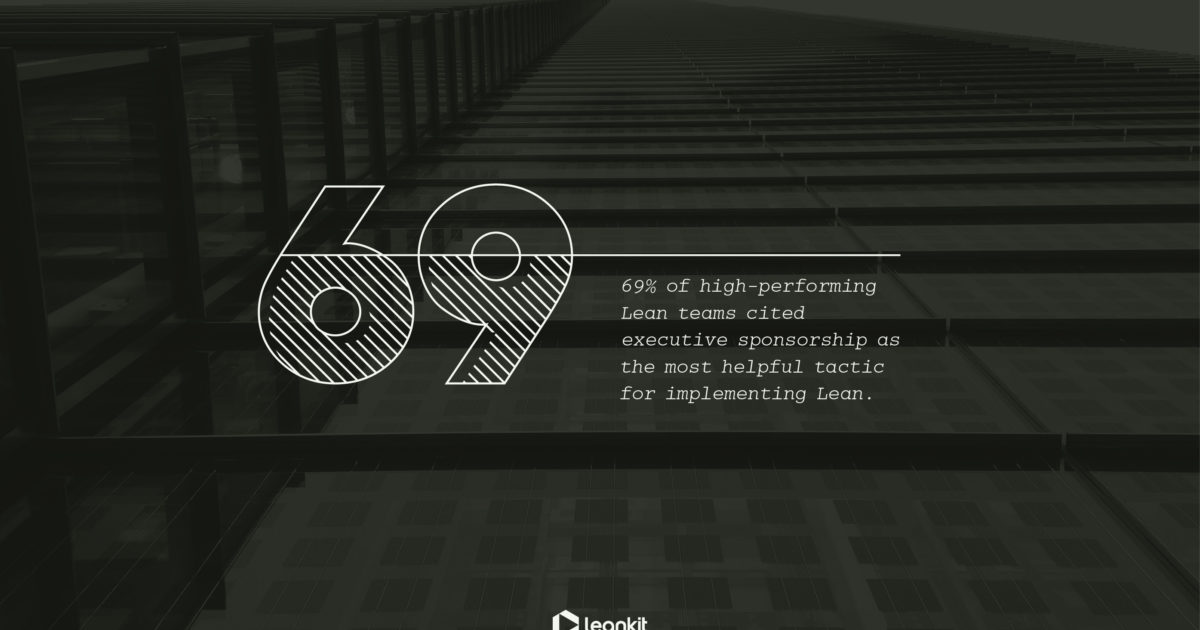 69
69% of high-performing
Lean teams cited
executive sponsorship as
the most helpful tactic
for implementing Lean.
leankit